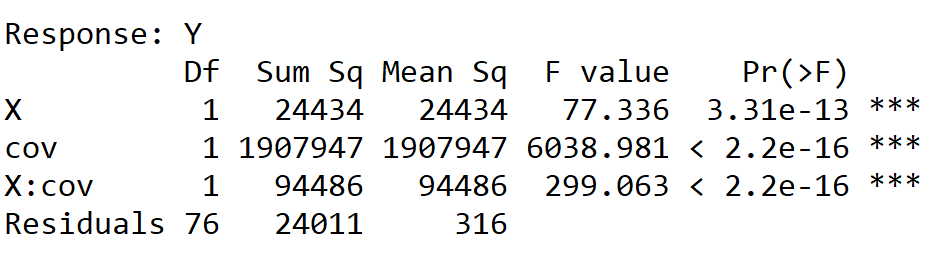 Response: Y
Df Sum Sq Mean Sq F value Pr(>F)
X 1 24434 24434 77.336 3.31e-13 ***
cov 1 1907947 1907947 6038.981 < 2.2e-16 ***
X:cov 1 94486 94486 299.063 < 2.2e-16 ***
Residuals 76 24011 316